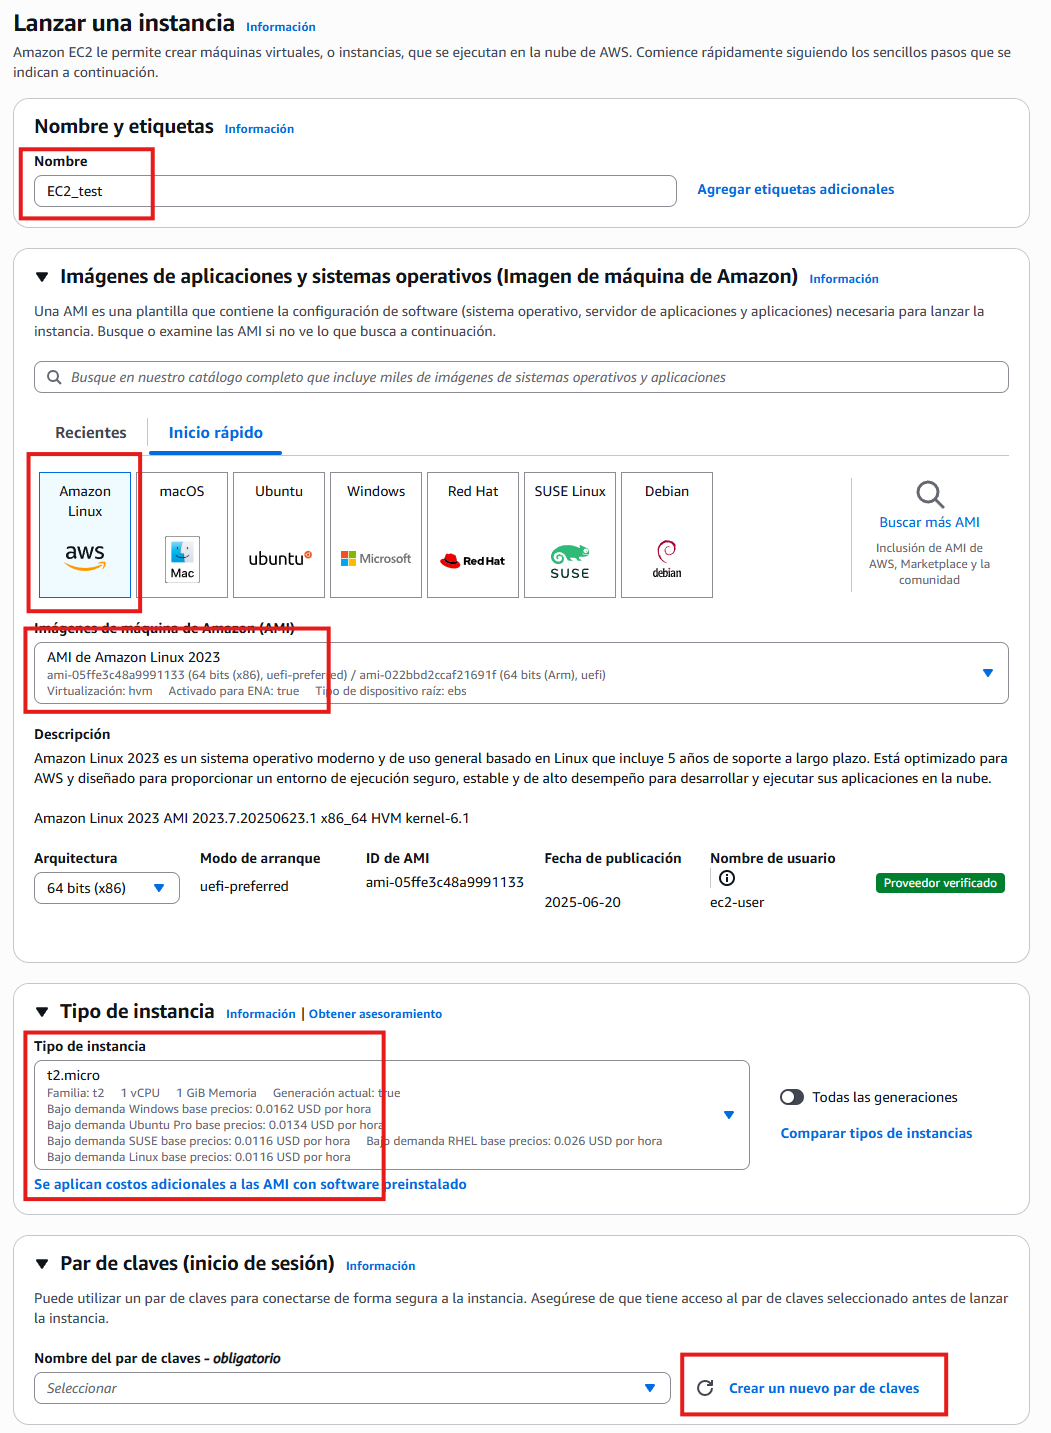 Lanzar una instancia Información
Amazon EC2 le permite crear máquinas virtuales, o instancias, que se ejecutan en la nube de AWS. Comience rápidamente siguiendo los sencillos pasos que se
indican a continuación.
Nombre y etiquetas Información
Nombre
EC2_test
Agregar etiquetas adicionales
Imágenes de aplicaciones y sistemas operativos (Imagen de máquina de Amazon) Información
Una AMI es una plantilla que contiene la configuración de software (sistema operativo, servidor de aplicaciones y aplicaciones) necesaria para lanzar la
instancia. Busque o examine las AMI si no ve lo que busca a continuación.
Busque en nuestro catálogo completo que incluye miles de imágenes de sistemas operativos y aplicaciones
Recientes Inicio rápido
Amazon
Linux
aws
macOS
Mac
Ubuntu
ubuntu
Windows
Microsoft
Red Hat
RedHat
SUSE Linux
SUSE
Debian
debian
Buscar más AMI
Inclusión de AMI de
AWS, Marketplace y la
comunidad
Imágenes de máquina de Amazon (AMI)
AMI de Amazon Linux 2023
ami-05ffe3c48a9991133 (64 bits (x86), uefi-preferred) / ami-022bbd2ccaf21691f (64 bits (Arm), uefi)
Virtualización: hvm Activado para ENA: true Tipo de dispositivo raíz: ebs
Descripción
Amazon Linux 2023 es un sistema operativo moderno y de uso general basado en Linux que incluye 5 años de soporte a largo plazo. Está optimizado para
AWS y diseñado para proporcionar un entorno de ejecución seguro, estable y de alto desempeño para desarrollar y ejecutar sus aplicaciones en la nube.
Amazon Linux 2023 AMI 2023.7.20250623.1 x86_64 HVM kernel-6.1
Arquitectura
64 bits (x86)
Modo de arranque
uefi-preferred
ID de AMI
ami-05ffe3c48a9991133
Fecha de publicación
2025-06-20
Nombre de usuario
ec2-user
Proveedor verificado
Tipo de instancia Información | Obtener asesoramiento
Tipo de instancia
t2.micro
Familia: t2 1 vCPU 1 GiB Memoria Generación actual: true
Bajo demanda Windows base precios: 0.0162 USD por hora
Bajo demanda Ubuntu Pro base precios: 0.0134 USD por hora
Bajo demanda SUSE base precios: 0.0116 USD por hora Bajo demanda RHEL base precios: 0.026 USD por hora
Bajo demanda Linux base precios: 0.0116 USD por hora
Todas las generaciones
Comparar tipos de instancias
Se aplican costos adicionales a las AMI con software preinstalado
Par de claves (inicio de sesión) Información
Puede utilizar un par de claves para conectarse de forma segura a la instancia. Asegúrese de que tiene acceso al par de claves seleccionado antes de lanzar
la instancia.
Nombre del par de claves - obligatorio
Seleccionar
Crear un nuevo par de claves